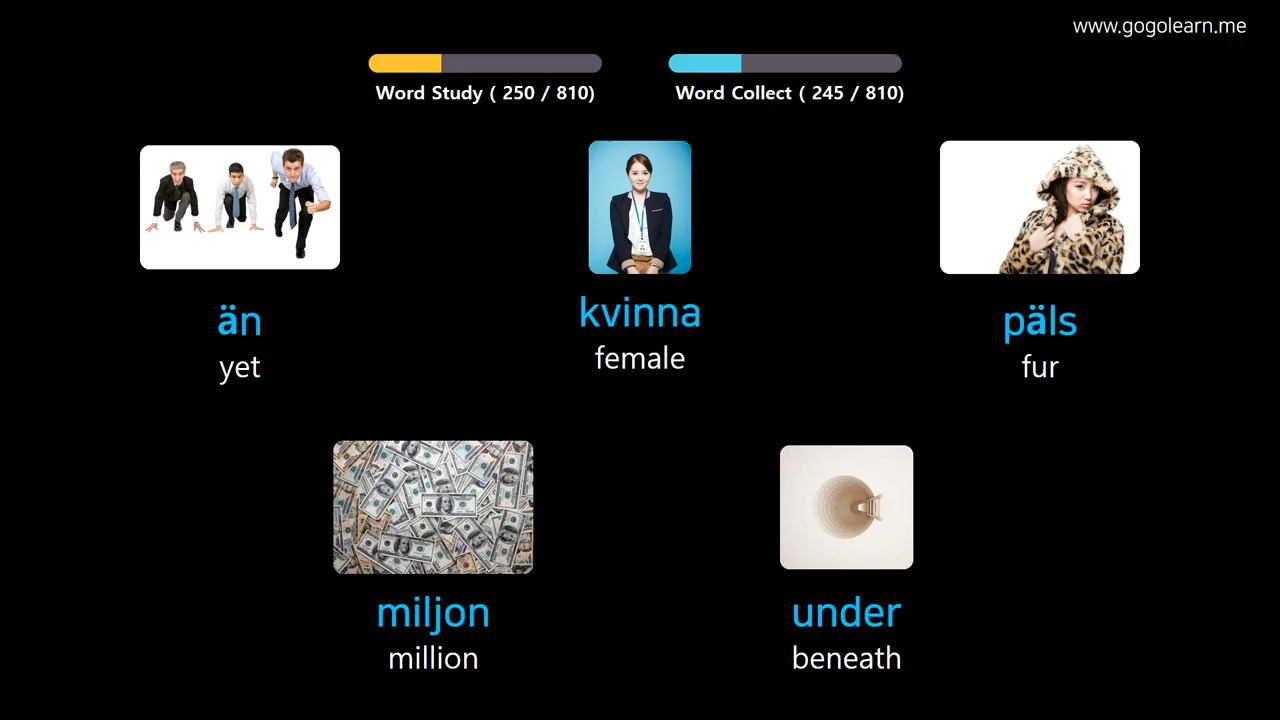 www.gogolearn.me
Word Study ( 250 / 810)
Word Collect ( 245 / 810)
än
yet
kvinna
female
päls
fur
miljon
million
under
beneath